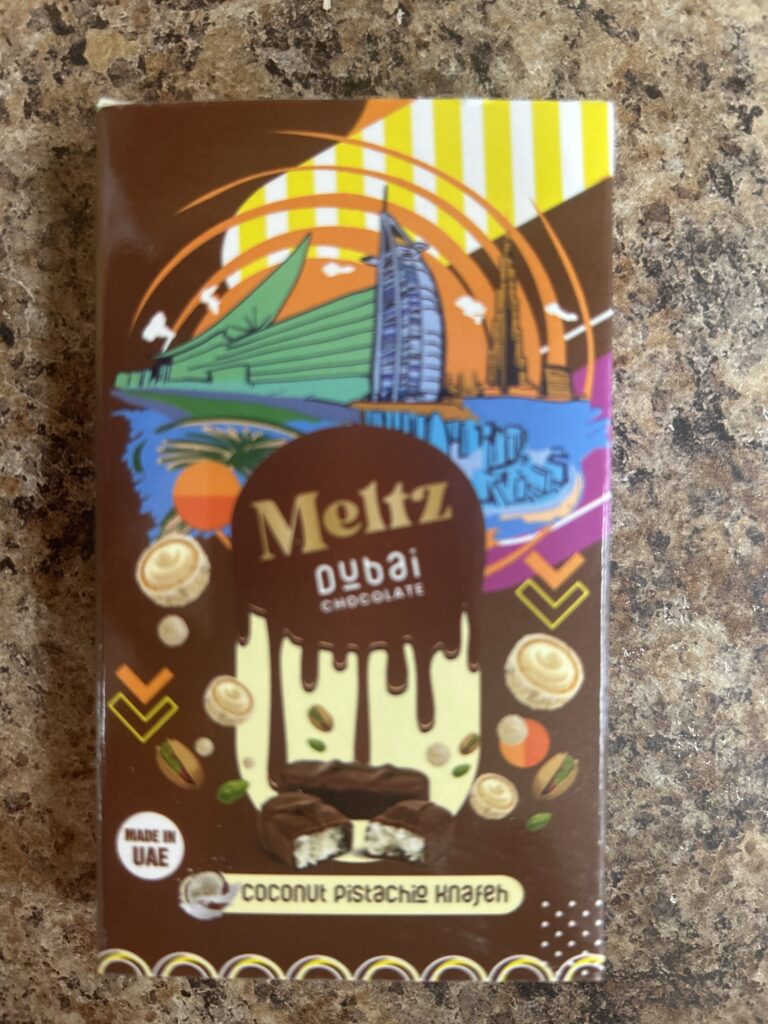 Meltz
Dubai
CHOCOLATE
MADE IN
UAE
COCONUT PISTACHIO KNAFEH